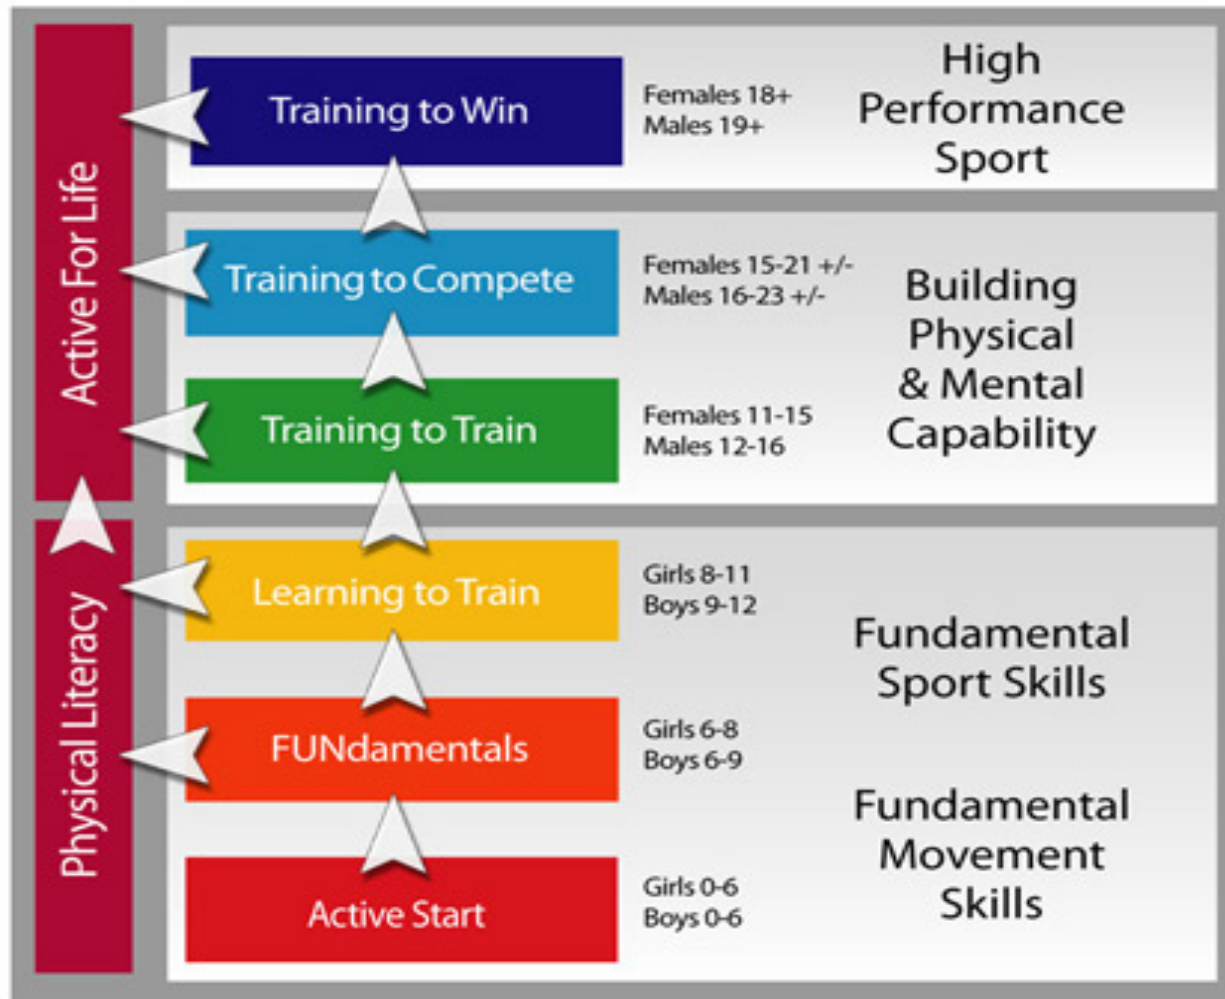 Active For Life
Physical Literacy
Training to Win
Females 18+
Males 19+
High
Performance
Sport
Training to Compete
Females 15-21 +/-
Males 16-23 +/-
Training to Train
Females 11-15
Males 12-16
Building
Physical
& Mental
Capability
Learning to Train
Girls 8-11
Boys 9-12
FUNdamentals
Girls 6-8
Boys 6-9
Active Start
Girls 0-6
Boys 0-6
Fundamental
Sport Skills
Fundamental
Movement
Skills